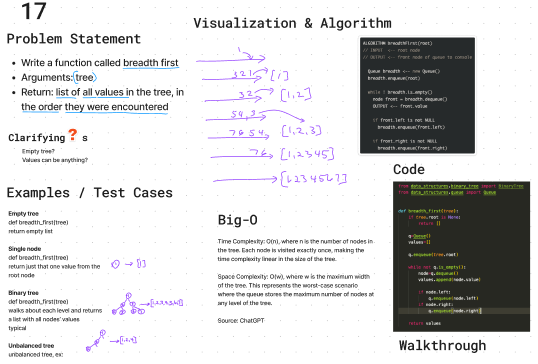 17
Problem Statement
• Write a function called breadth first
• Arguments: tree
• Return: list of all values in the tree, in
the order they were encountered
Clarifying ? s
Empty tree?
Values can be anything?
Examples / Test Cases
Empty tree
def breadth_first(tree)
return empty list
Single node
def breadth_first(tree)
return just that one value from the
root node
Binary tree
def breadth_first(tree)
walks about each level and returns
a list with all nodes' values
typical
Unbalanced tree
unbalanced tree, ex:
Visualization & Algorithm
1
3 2 1 [1]
3 2 [1,2]
5 4, 3
7 6 5 4 [1,2,3]
7 6 [1,2345]
ALGORITHM breadthFirst(root)
// INPUT <-- root node
// OUTPUT <-- front node of queue to console
Queue breadth <-- new Queue()
breadth.enqueue(root)
while ! breadth.is_empty()
node front = breadth.dequeue()
OUTPUT <-- front.value
if front.left is not NULL
breadth.enqueue(front.left)
if front.right is not NULL
breadth.enqueue(front.right)
Big-O
Time Complexity: O(n), where n is the number of nodes in
the tree. Each node is visited exactly once, making the
time complexity linear in the size of the tree.
Space Complexity: O(w), where w is the maximum width
of the tree. This represents the worst-case scenario
where the queue stores the maximum number of nodes at
any level of the tree.
Source: ChatGPT
Code
from data_structures.binary_tree import BinaryTree
from data_structures.queue import Queue
def breadth_first(tree):
if tree.root is None:
return []
q=Queue()
values=[]
q.enqueue(tree.root)
while not q.is_empty():
node=q.dequeue()
values.append(node.value)
if node.left:
q.enqueue(node.left)
if node.right:
q.enqueue(node.right)
return values
Walkthrough